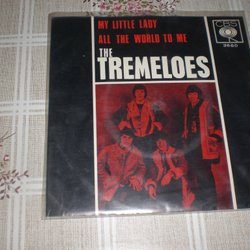 MY LITTLE LADY
ALL THE WORLD TO ME
THE
TREMELOES
CBS